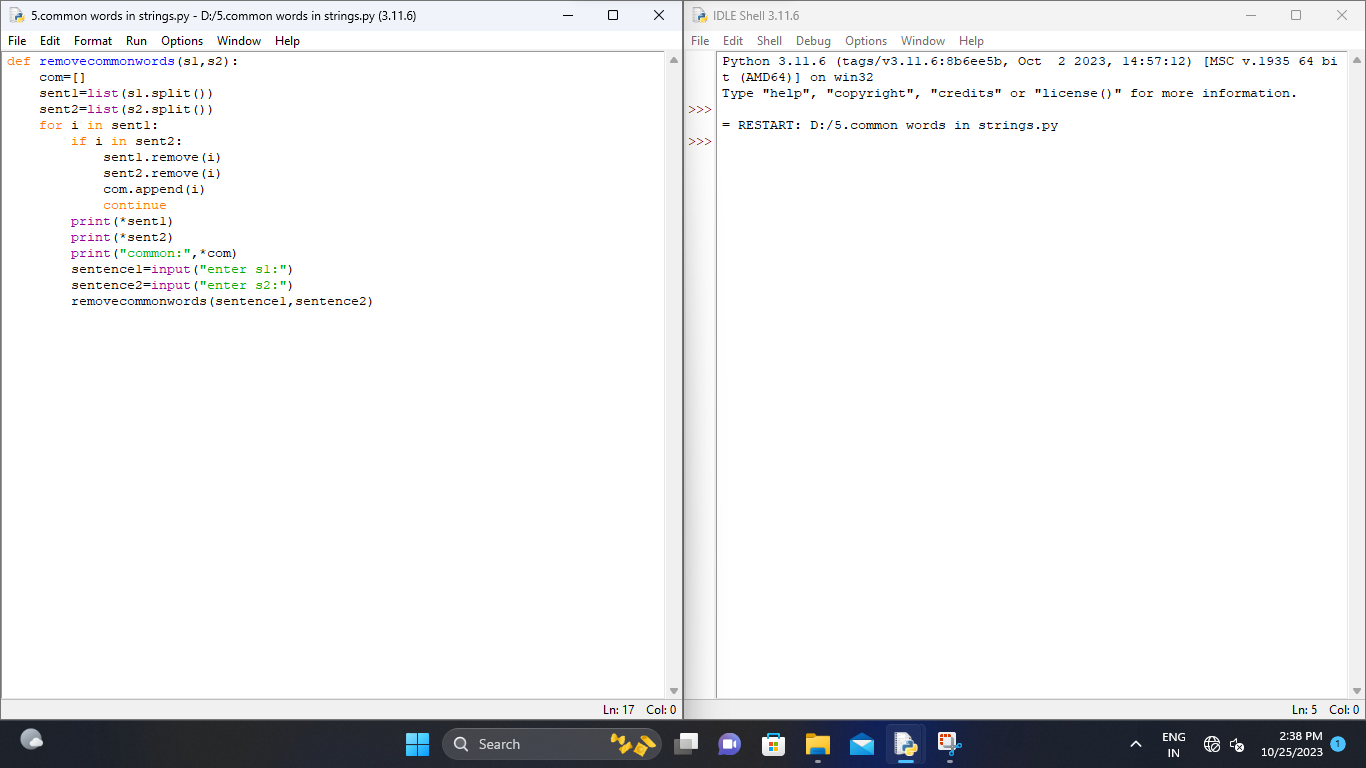 5.common words in strings.py - D:/5.common words in strings.py (3.11.6)
File Edit Format Run Options Window Help
def removecommonwords(s1,s2):
    com=[]
    sent1=list(s1.split())
    sent2=list(s2.split())
    for i in sent1:
        if i in sent2:
            sent1.remove(i)
            sent2.remove(i)
            com.append(i)
            continue
        print(*sent1)
        print(*sent2)
        print("common:",*com)
        sentence1=input("enter s1:")
        sentence2=input("enter s2:")
        removecommonwords(sentence1,sentence2)
Ln: 17 Col: 0
IDLE Shell 3.11.6
File Edit Shell Debug Options Window Help
Python 3.11.6 (tags/v3.11.6:8b6ee5b, Oct  2 2023, 14:57:12) [MSC v.1935 64 bi
t (AMD64)] on win32
Type "help", "copyright", "credits" or "license()" for more information.
>>>
= RESTART: D:/5.common words in strings.py
>>>
Ln: 5 Col: 0
Search
ENG
IN
2:38 PM
10/25/2023
1